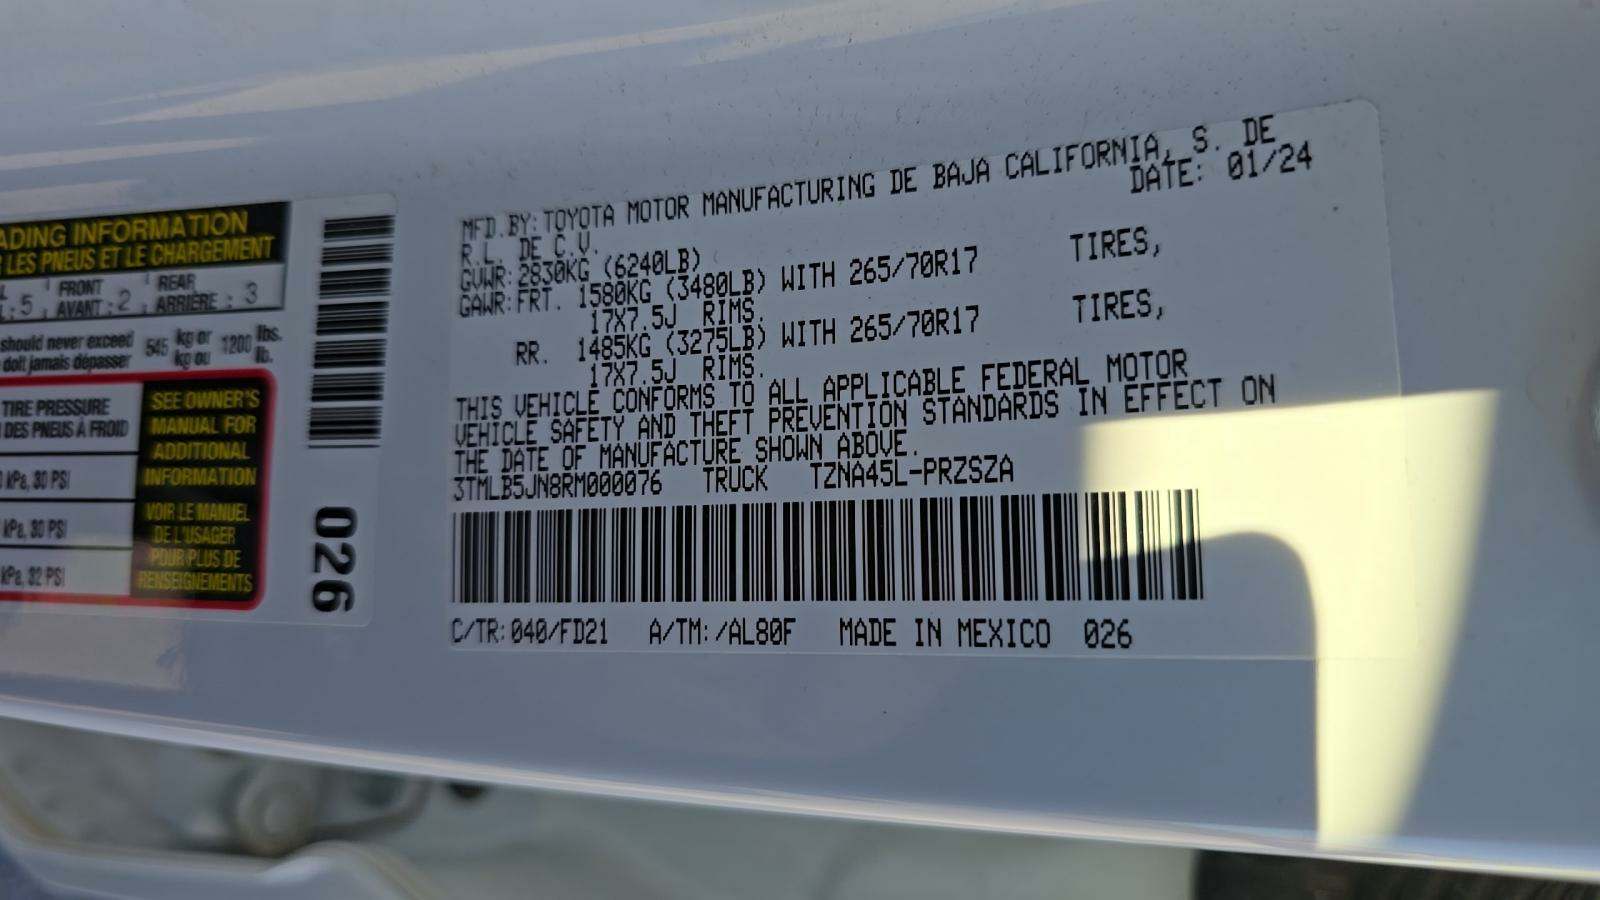 ADING INFORMATION
LES PNEUS ET LE CHARGEMENT
5 FRONT AVANT : 2 REAR ARRIÈRE : 3
should never exceed 545 kg or 1200 lbs.
doit jamais dépasser kg ou lb.
TIRE PRESSURE
DES PNEUS À FROID
kPa, 30 PSI
kPa, 30 PSI
kPa, 32 PSI
SEE OWNER'S
MANUAL FOR
ADDITIONAL
INFORMATION
VOIR LE MANUEL
DE L'USAGER
POUR PLUS DE
RENSEIGNEMENTS
026
MFD.BY:TOYOTA MOTOR MANUFACTURING DE BAJA CALIFORNIA, S. DE
R.L. DE C.V. DATE: 01/24
GVWR:2830KG (6240LB)
GAWR:FRT. 1580KG (3480LB) WITH 265/70R17 TIRES,
17X7.5J RIMS.
RR. 1485KG (3275LB) WITH 265/70R17 TIRES,
17X7.5J RIMS.
THIS VEHICLE CONFORMS TO ALL APPLICABLE FEDERAL MOTOR
VEHICLE SAFETY AND THEFT PREVENTION STANDARDS IN EFFECT ON
THE DATE OF MANUFACTURE SHOWN ABOVE.
3TMLB5JN8RM000076 TRUCK TZNA45L-PRZSZA
C/TR:040/FD21 A/TM:/AL80F MADE IN MEXICO 026